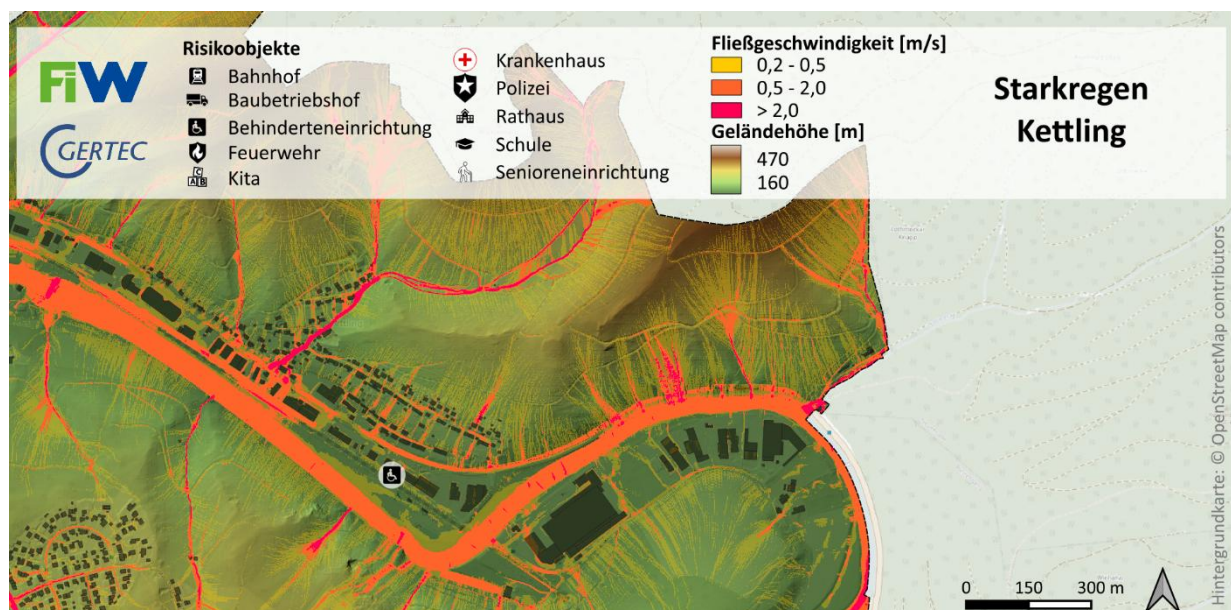 FiW
GERTEC
Risikoobjekte
Bahnhof
Baubetriebshof
Behinderteneinrichtung
Feuerwehr
Kita
Krankenhaus
Polizei
Rathaus
Schule
Senioreneinrichtung
Fließgeschwindigkeit [m/s]
0,2 - 0,5
0,5 - 2,0
> 2,0
Geländehöhe [m]
470
160
Starkregen
Kettling
Hintergrundkarte: © OpenStreetMap contributors
0 150 300 m